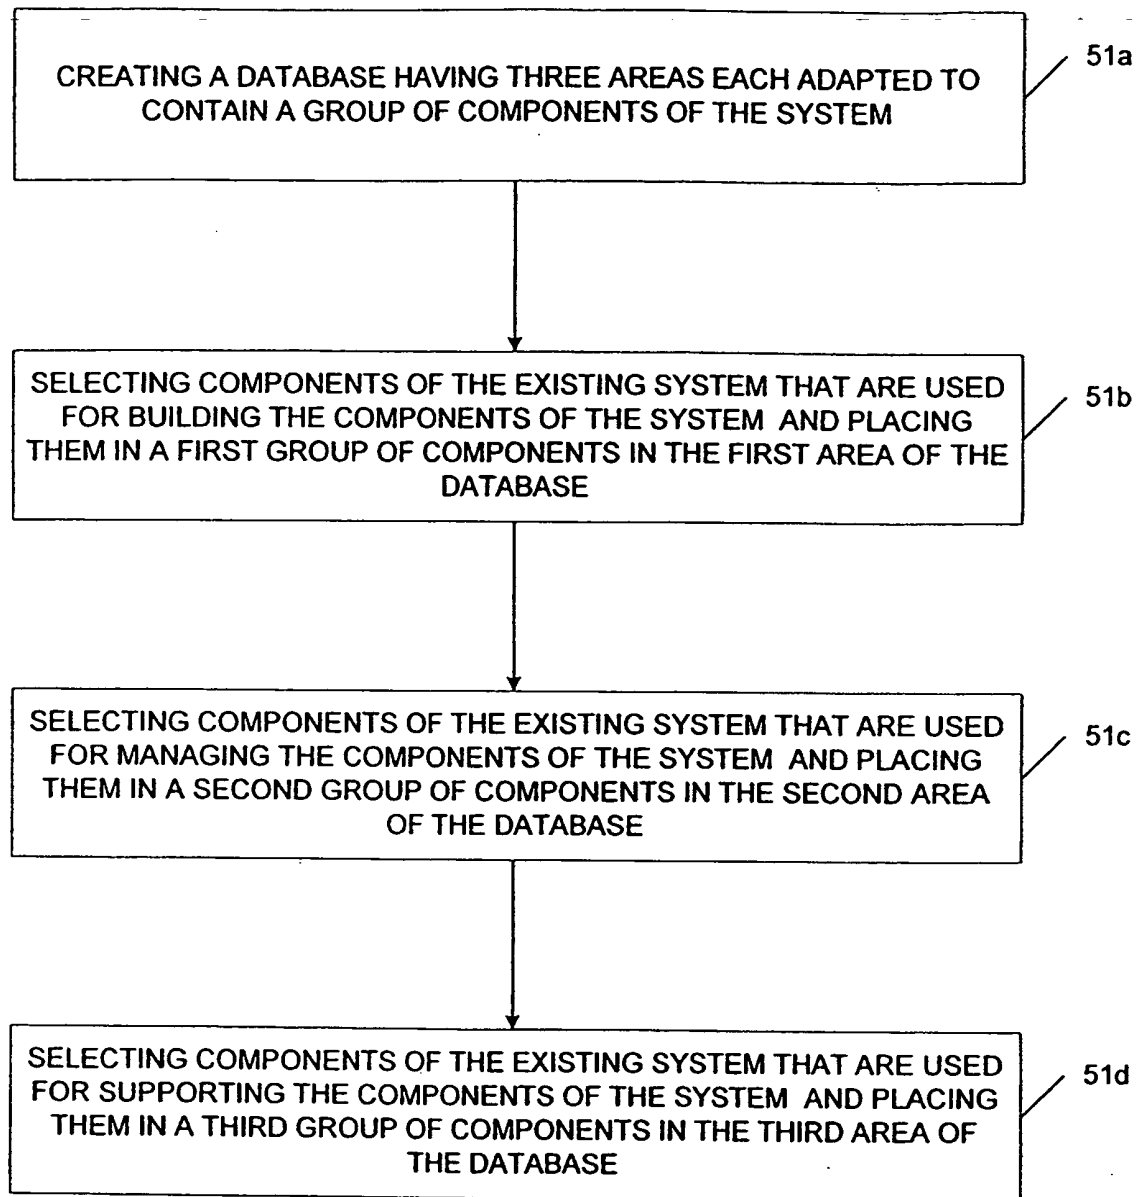 CREATING A DATABASE HAVING THREE AREAS EACH ADAPTED TO
CONTAIN A GROUP OF COMPONENTS OF THE SYSTEM
51a
SELECTING COMPONENTS OF THE EXISTING SYSTEM THAT ARE USED
FOR BUILDING THE COMPONENTS OF THE SYSTEM AND PLACING
THEM IN A FIRST GROUP OF COMPONENTS IN THE FIRST AREA OF THE
DATABASE
51b
SELECTING COMPONENTS OF THE EXISTING SYSTEM THAT ARE USED
FOR MANAGING THE COMPONENTS OF THE SYSTEM AND PLACING
THEM IN A SECOND GROUP OF COMPONENTS IN THE SECOND AREA
OF THE DATABASE
51c
SELECTING COMPONENTS OF THE EXISTING SYSTEM THAT ARE USED
FOR SUPPORTING THE COMPONENTS OF THE SYSTEM AND PLACING
THEM IN A THIRD GROUP OF COMPONENTS IN THE THIRD AREA OF
THE DATABASE
51d